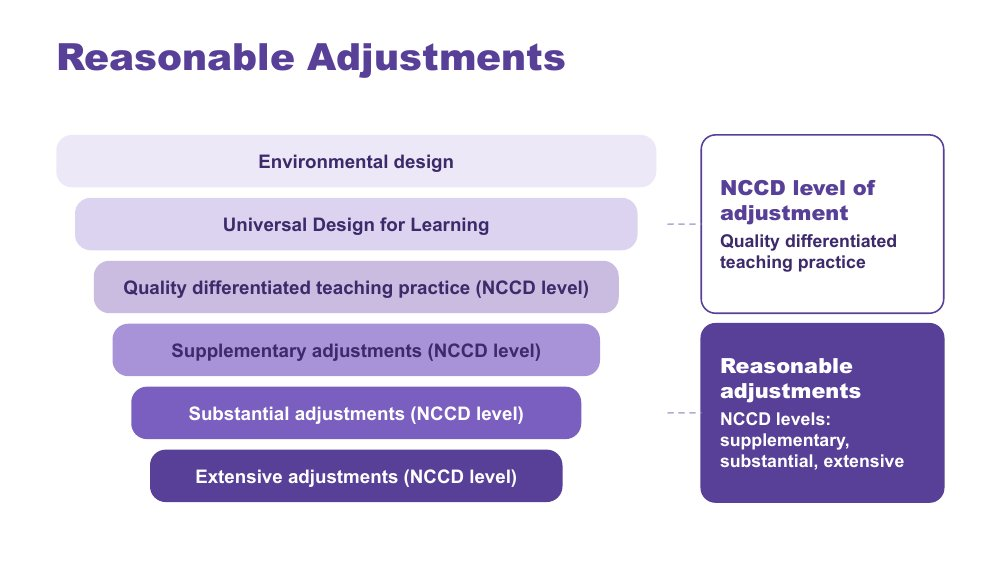 Reasonable Adjustments
Environmental design
Universal Design for Learning
Quality differentiated teaching practice (NCCD level)
Supplementary adjustments (NCCD level)
Substantial adjustments (NCCD level)
Extensive adjustments (NCCD level)
NCCD level of
adjustment
Quality differentiated
teaching practice
Reasonable
adjustments
NCCD levels:
supplementary,
substantial, extensive